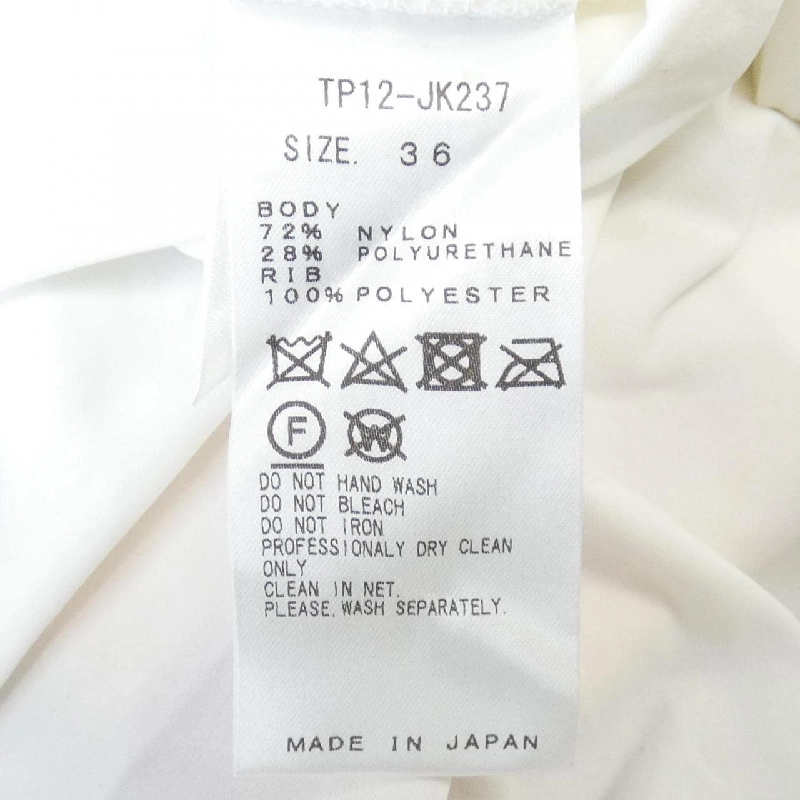 TP12-JK237
SIZE. 36
BODY
72% NYLON
28% POLYURETHANE
RIB
100% POLYESTER
F W
DO NOT HAND WASH
DO NOT BLEACH
DO NOT IRON
PROFESSIONALY DRY CLEAN
ONLY
CLEAN IN NET.
PLEASE. WASH SEPARATELY.
MADE IN JAPAN